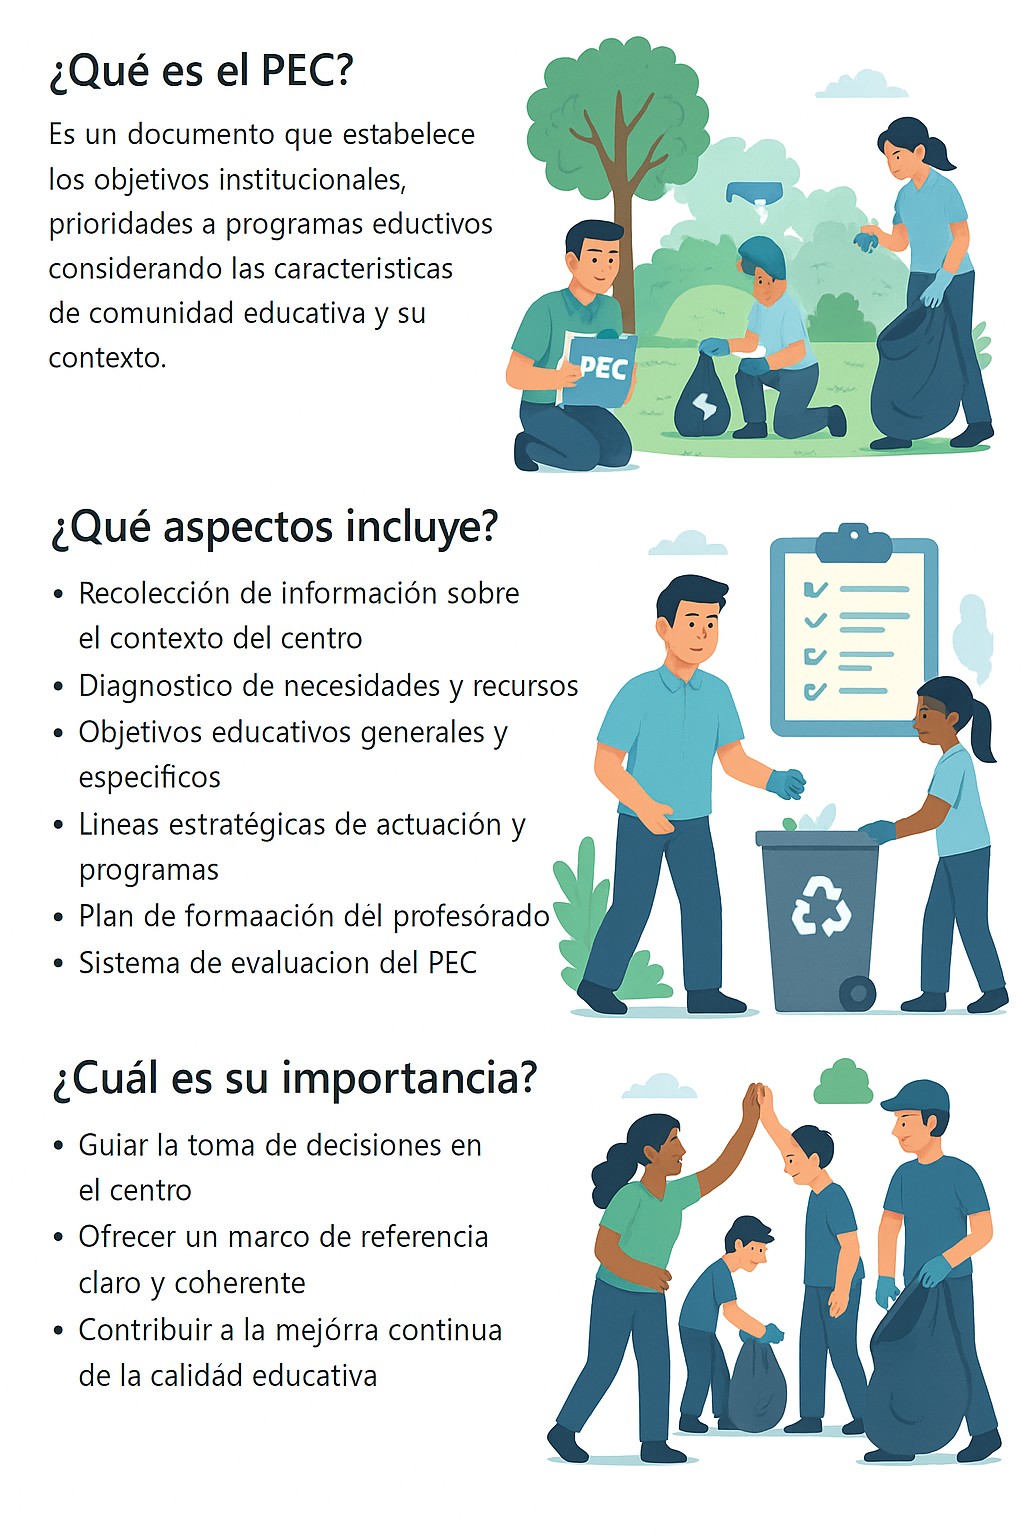 ¿Qué es el PEC?
Es un documento que estabelece
los objetivos institucionales,
prioridades a programas eductivos
considerando las caracteristicas
de comunidad educativa y su
contexto.
PEC
¿Qué aspectos incluye?
• Recolección de información sobre
el contexto del centro
• Diagnostico de necesidades y recursos
• Objetivos educativos generales y
especificos
• Lineas estratégicas de actuación y
programas
• Plan de formaación dél profesórado
• Sistema de evaluacion del PEC
¿Cuál es su importancia?
• Guiar la toma de decisiones en
el centro
• Ofrecer un marco de referencia
claro y coherente
• Contribuir a la mejórra continua
de la calidád educativa